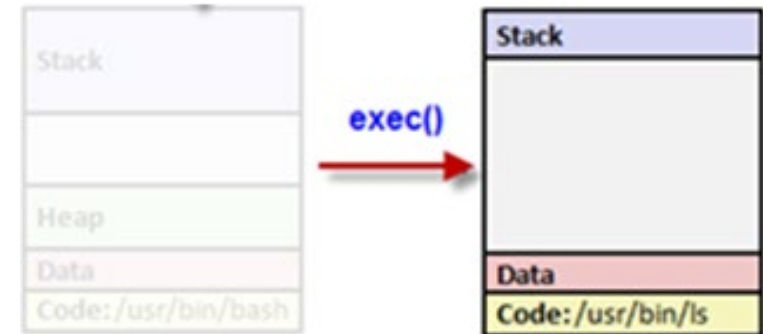 Stack
Heap
Data
Code:/usr/bin/bash
exec()
Stack
Data
Code:/usr/bin/ls